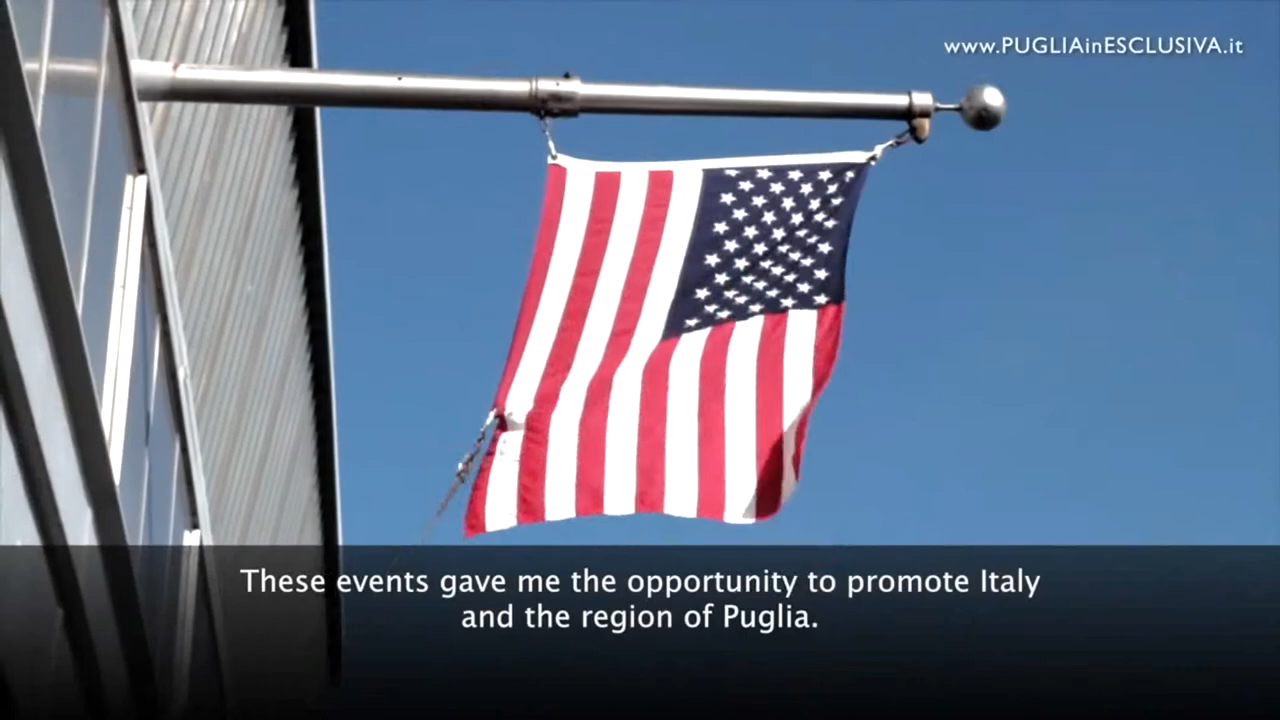 www.PUGLIAinESCLUSIVA.it
These events gave me the opportunity to promote Italy
and the region of Puglia.